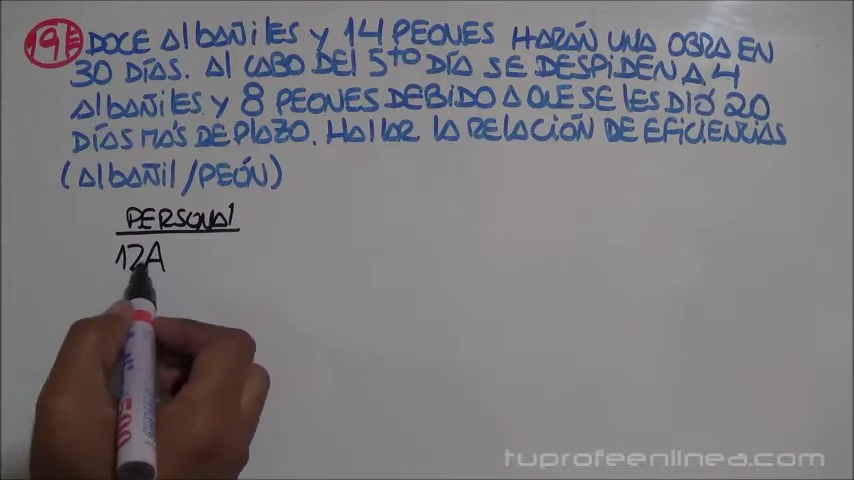 19 DOCE ALBAÑILES Y 14 PEONES HARÁN UNA OBRA EN
30 DÍAS. AL CABO DEL 5to DÍA SE DESPIDEN A 4
ALBAÑILES Y 8 PEONES DEBIDO A QUE SE LES DIÓ 20
DÍAS MÁS DE PLAZO. HALLAR LA RELACIÓN DE EFICIENCIAS
(ALBAÑIL/PEÓN)
PERSONAL
12A
500
tuprofeenlinea.com